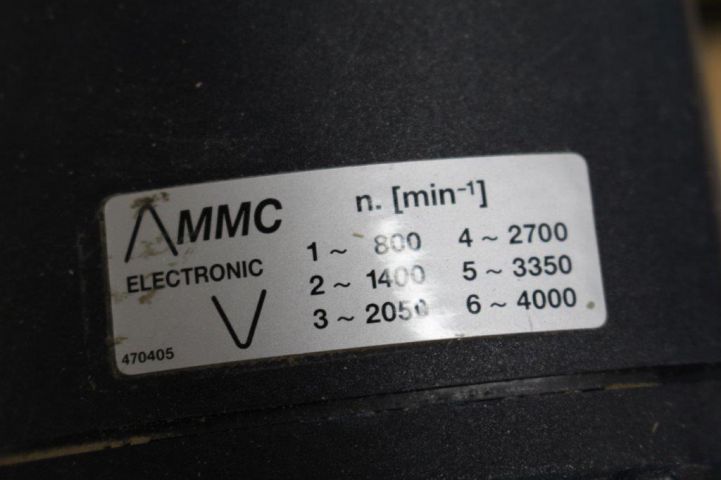 MMC
ELECTRONIC
470405
n. [min⁻¹]
1 ~ 800 4 ~ 2700
2 ~ 1400 5 ~ 3350
3 ~ 2050 6 ~ 4000